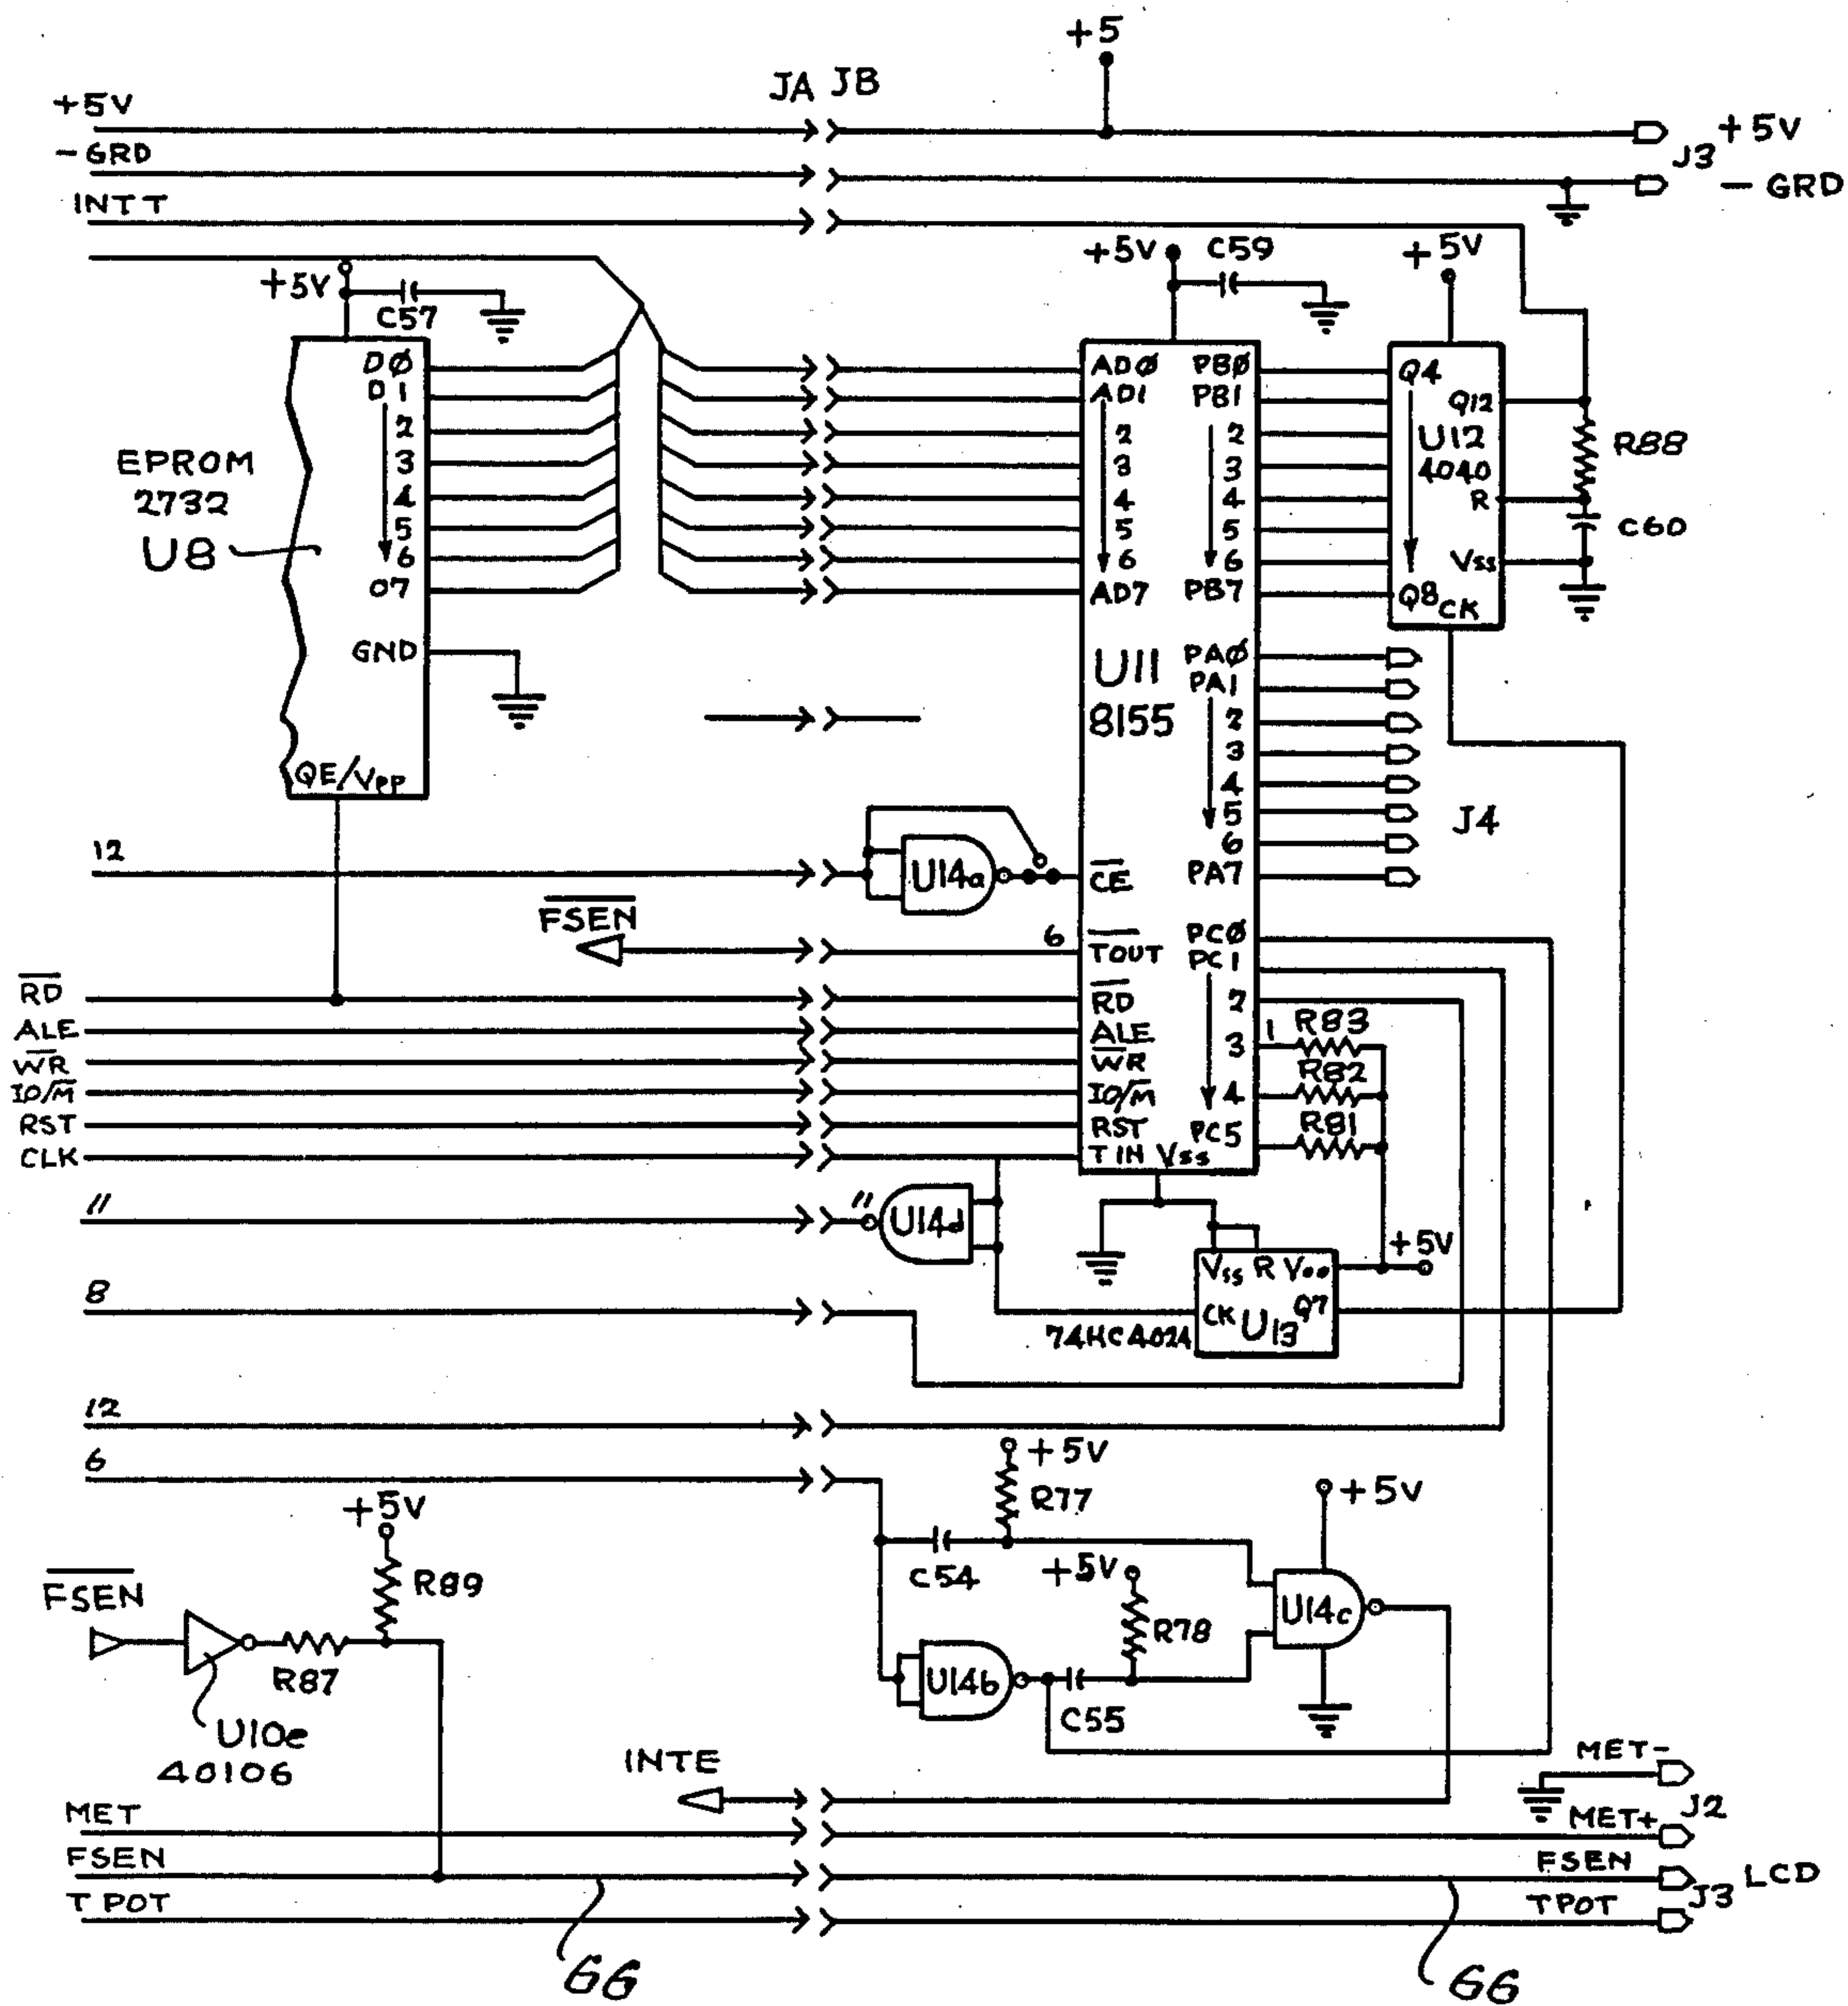 +5
JA JB
+5V
+5V
J3
-GRD
- GRD
INTT
+5V
C59
+5V
+5V
C57
DØ
D1
2
3
4
5
6
07
ADØ
AD1
2
3
4
5
6
AD7
PBØ
PB1
2
3
4
5
6
PB7
Q4
Q12
U12
4040
R
Vss
Q8
CK
R88
C60
EPROM
2732
U8
GND
QE/Vpp
U11
8155
PAØ
PA1
2
3
4
5
6
PA7
J4
12
U14a
CE
FSEN
6
TOUT
PCØ
PC1
2
3
4
PC5
1
R83
R82
R81
RD
ALE
WR
IO/M
RST
CLK
RD
ALE
WR
IO/M
RST
T IN
Vss
11
11
U14d
+5V
Vss
R
VDD
CK
Q7
U13
74HC4024
8
12
6
+5V
R77
+5V
+5V
C54
+5V
R89
FSEN
R78
U14c
U14b
R87
C55
U10e
40106
INTE
MET-
J2
MET
MET+
FSEN
FSEN
LCD
J3
T POT
TPOT
66
66